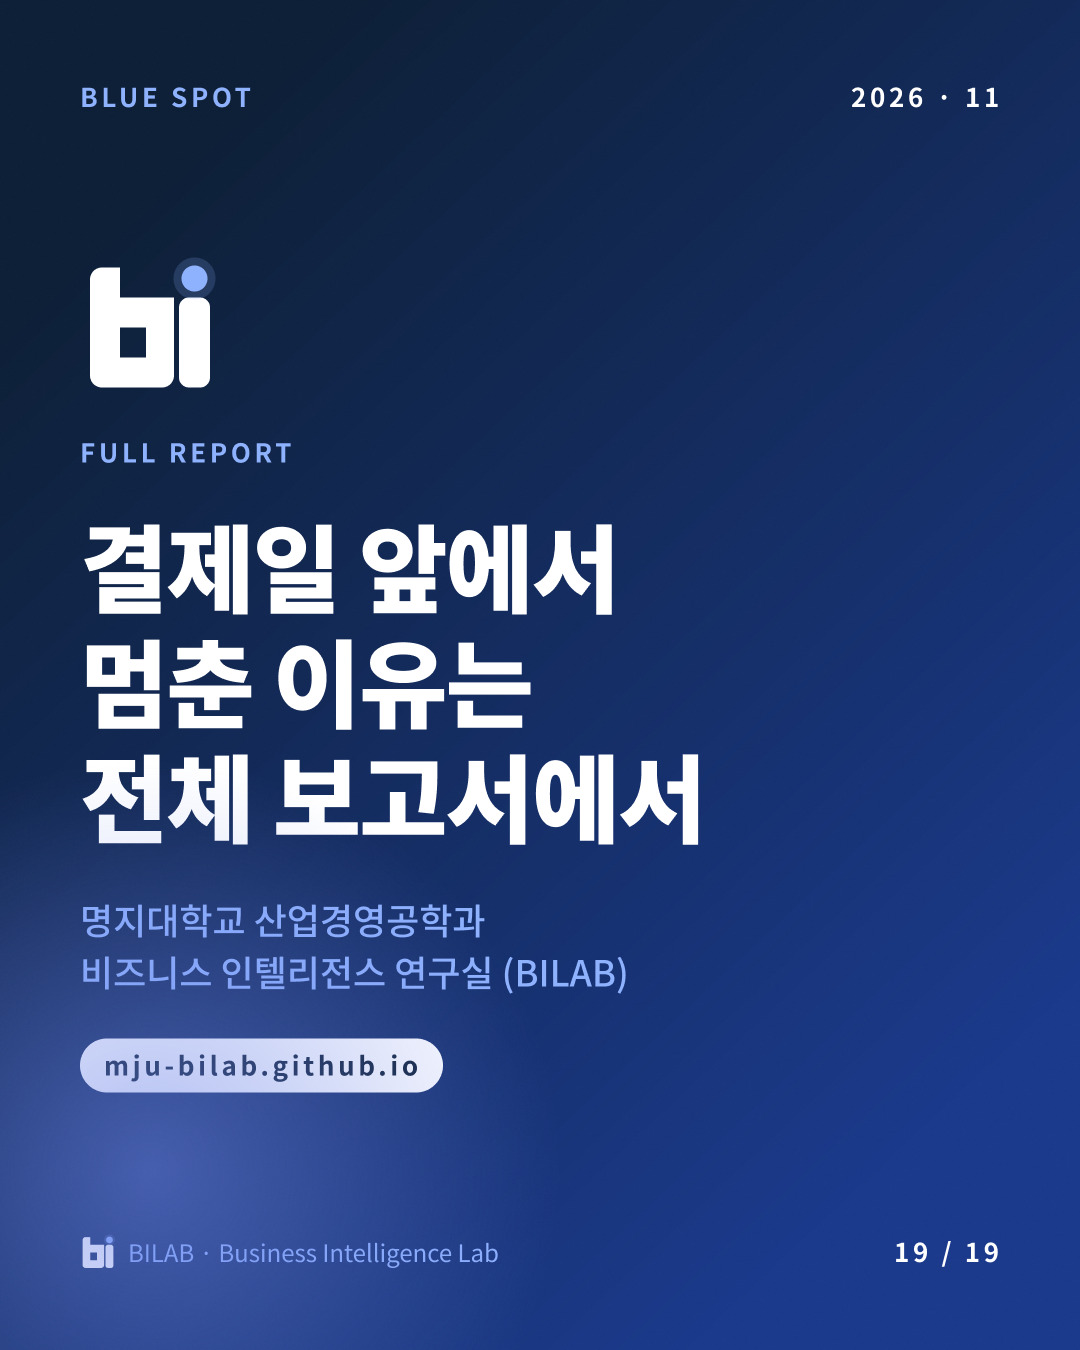 BLUE SPOT
2026 · 11
bi
FULL REPORT
결제일 앞에서
멈춘 이유는
전체 보고서에서
명지대학교 산업경영공학과
비즈니스 인텔리전스 연구실 (BILAB)
mju-bilab.github.io
bi BILAB · Business Intelligence Lab
19 / 19